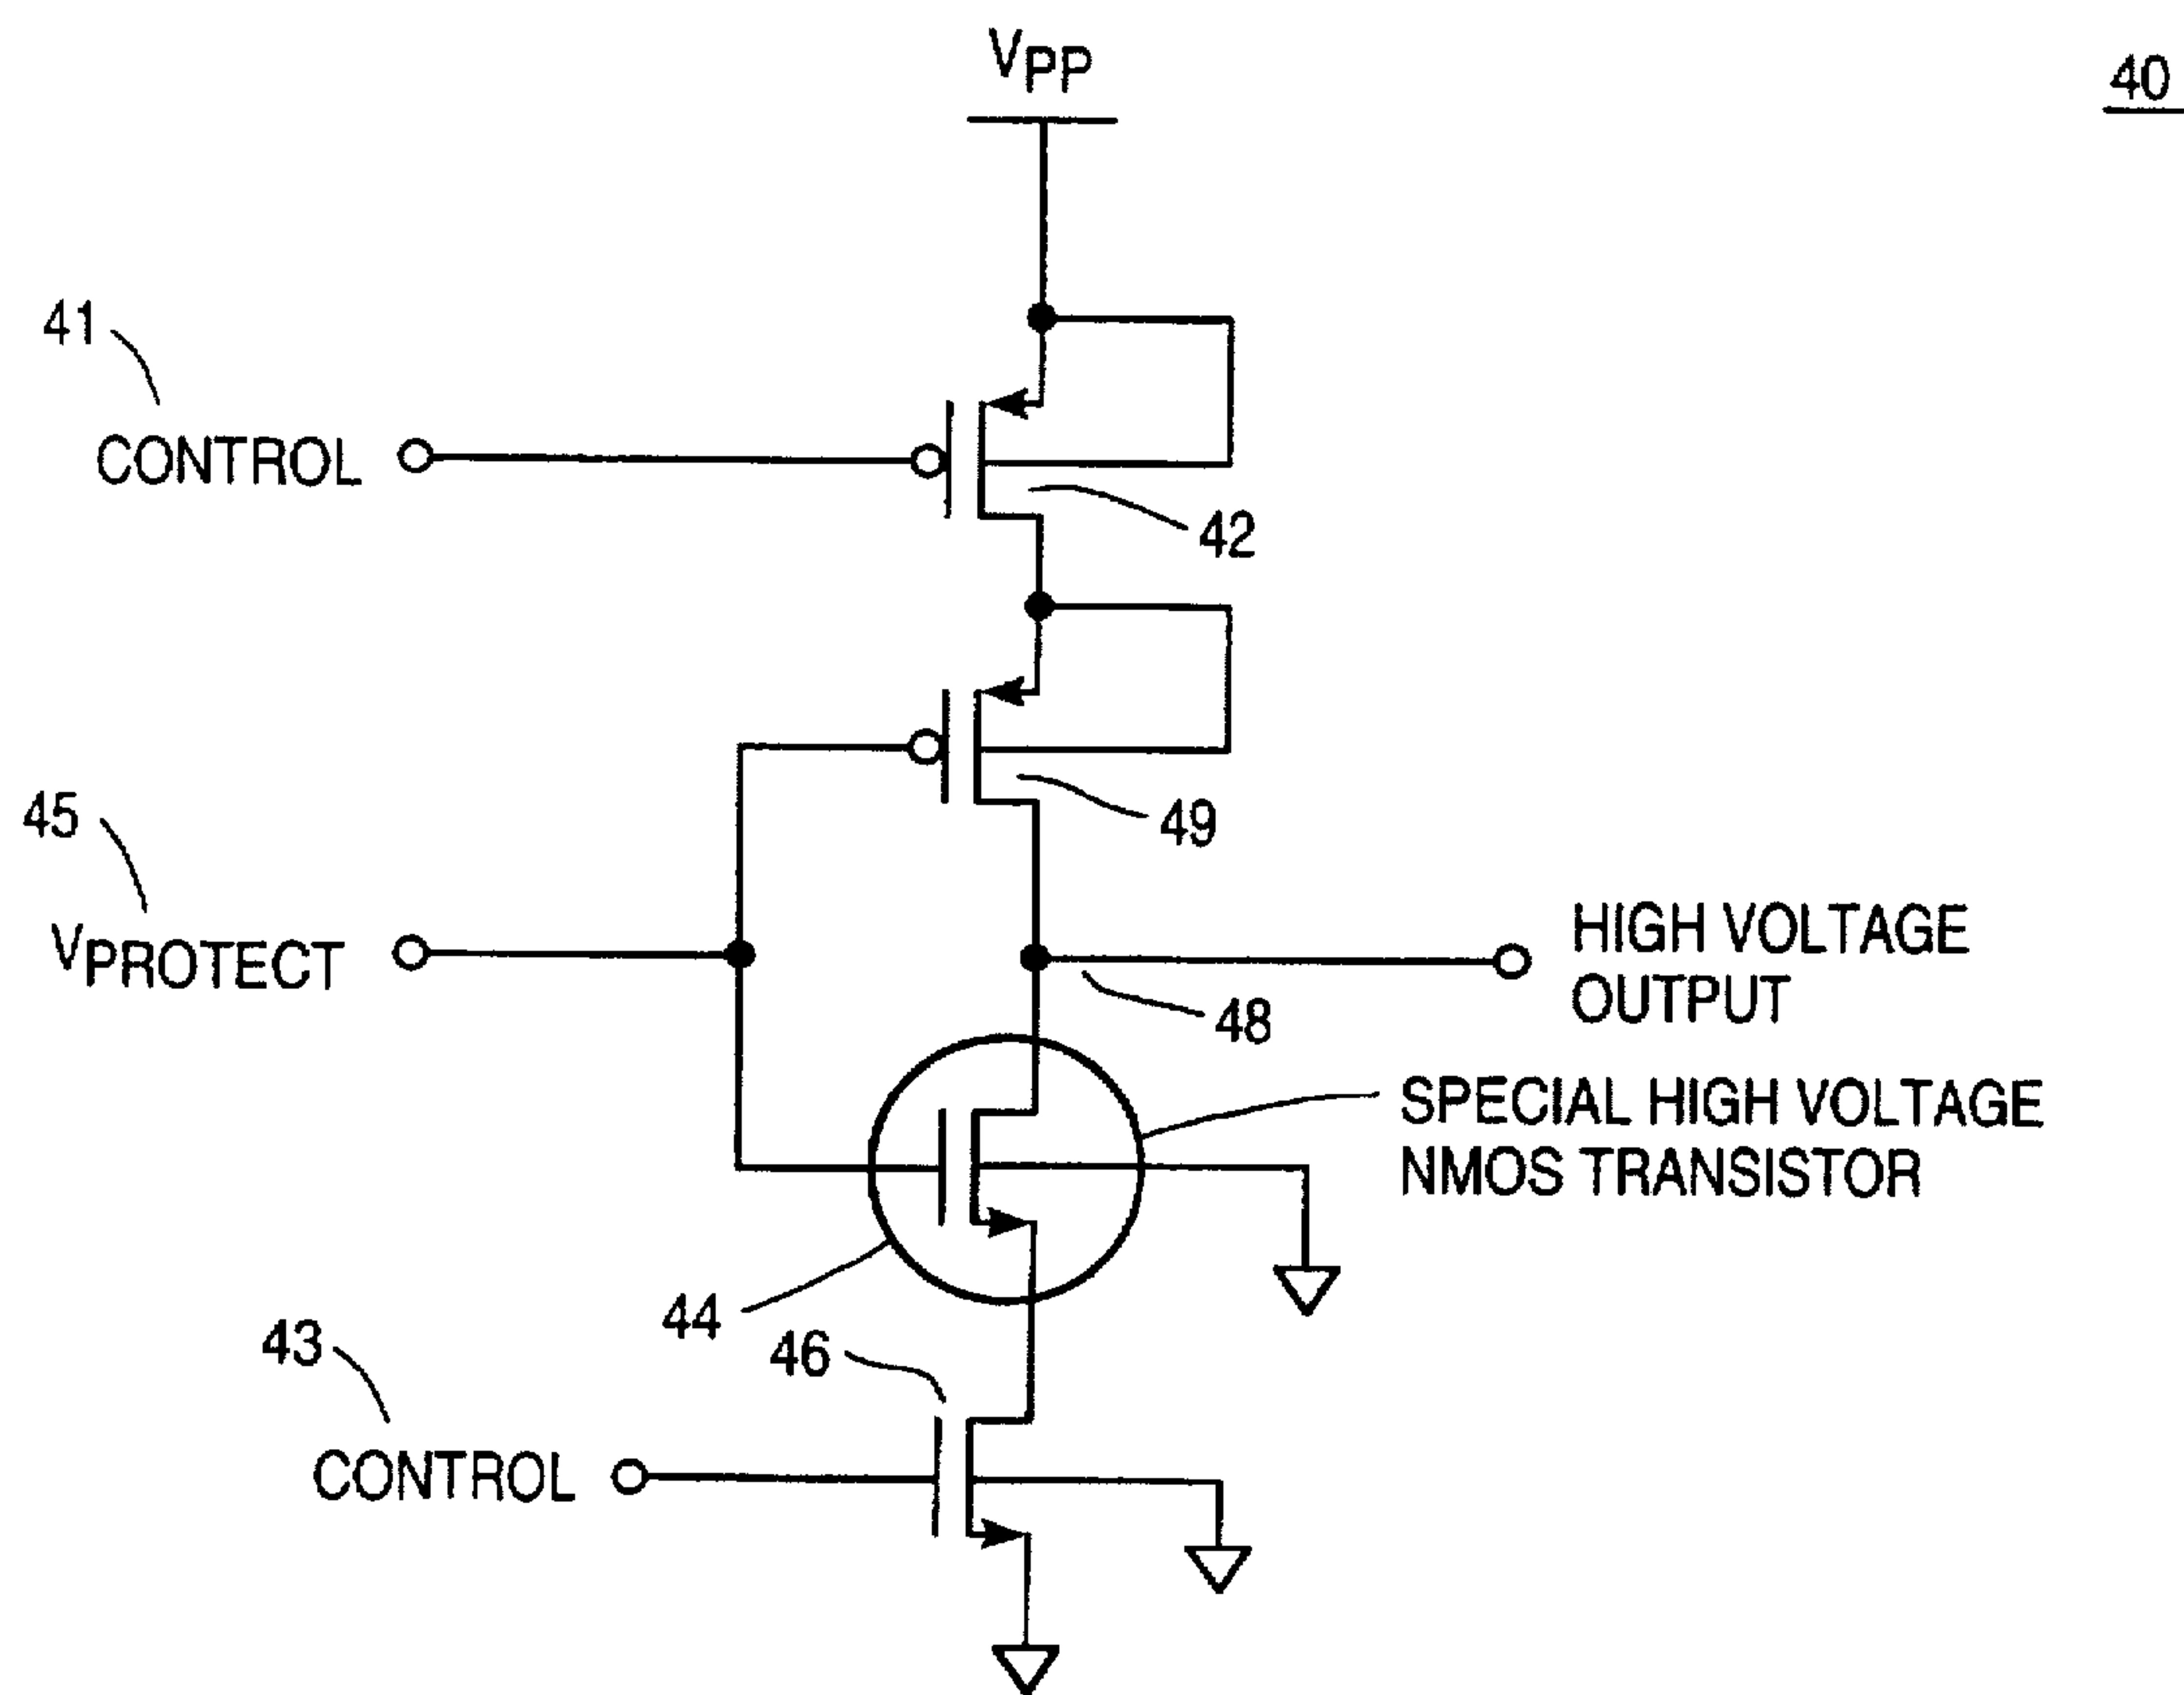 VPP
40
41
CONTROL
42
49
45
VPROTECT
HIGH VOLTAGE
OUTPUT
48
SPECIAL HIGH VOLTAGE
NMOS TRANSISTOR
44
43
46
CONTROL